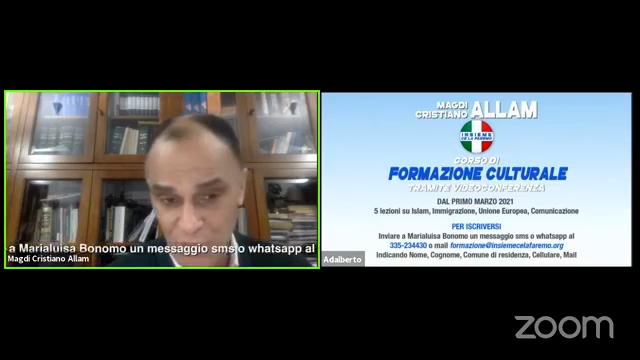 a Marialuisa Bonomo un messaggio sms o whatsapp al
Magdi Cristiano Allam
MAGDI
CRISTIANO ALLAM
INSIEME
CE LA FAREMO
CORSO DI
FORMAZIONE CULTURALE
TRAMITE VIDEOCONFERENZA
DAL PRIMO MARZO 2021
5 lezioni su Islam, Immigrazione, Unione Europea, Comunicazione
PER ISCRIVERSI
Inviare a Marialuisa Bonomo un messaggio sms o whatsapp al
335-234430 o mail formazione@insiemecelafaremo.org
Indicando Nome, Cognome, Comune di residenza, Cellulare, Mail
Adalberto
zoom